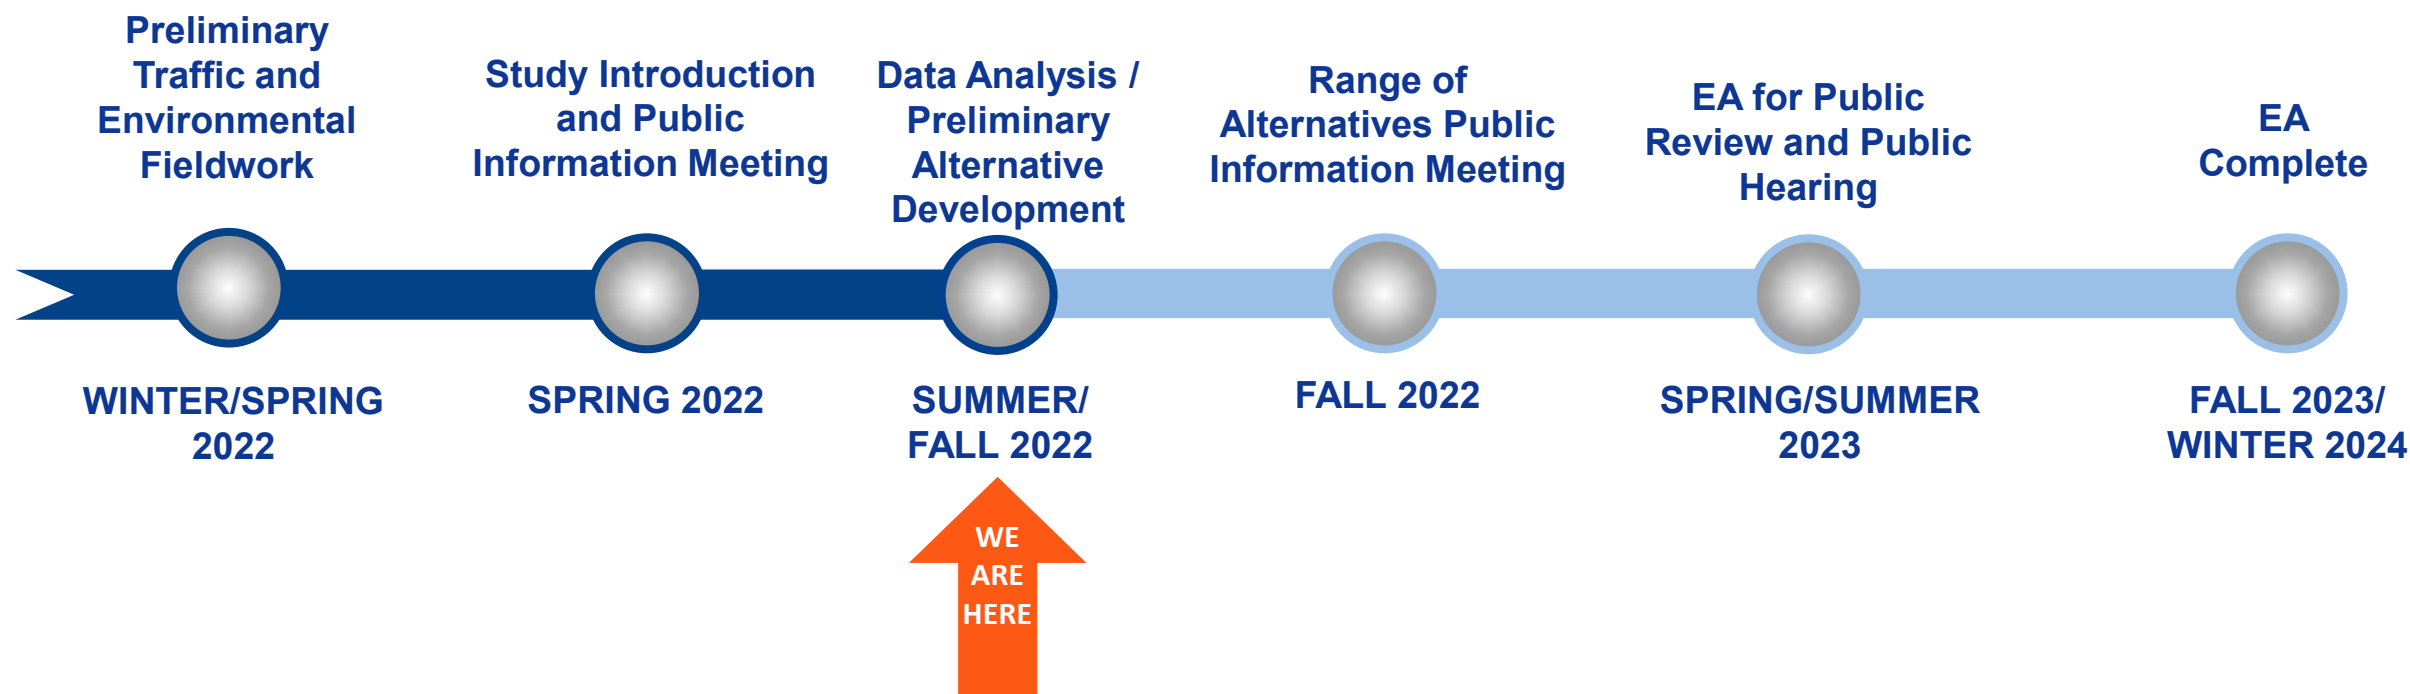 Preliminary
Traffic and
Environmental
Fieldwork
Study Introduction
and Public
Information Meeting
Data Analysis /
Preliminary
Alternative
Development
Range of
Alternatives Public
Information Meeting
EA for Public
Review and Public
Hearing
EA
Complete
WINTER/SPRING
2022
SPRING 2022
SUMMER/
FALL 2022
FALL 2022
SPRING/SUMMER
2023
FALL 2023/
WINTER 2024
WE
ARE
HERE